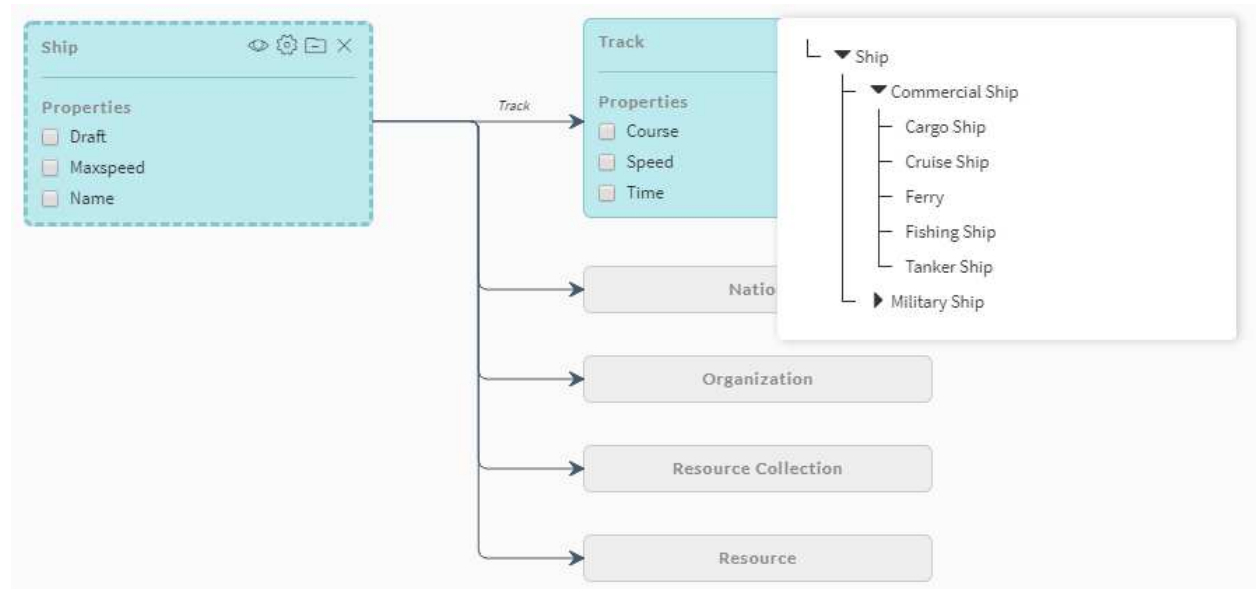 Ship
Properties
Draft
Maxspeed
Name
Track
Track
Properties
Course
Speed
Time
Organization
Resource Collection
Resource
Ship
Commercial Ship
Cargo Ship
Cruise Ship
Ferry
Fishing Ship
Tanker Ship
Military Ship